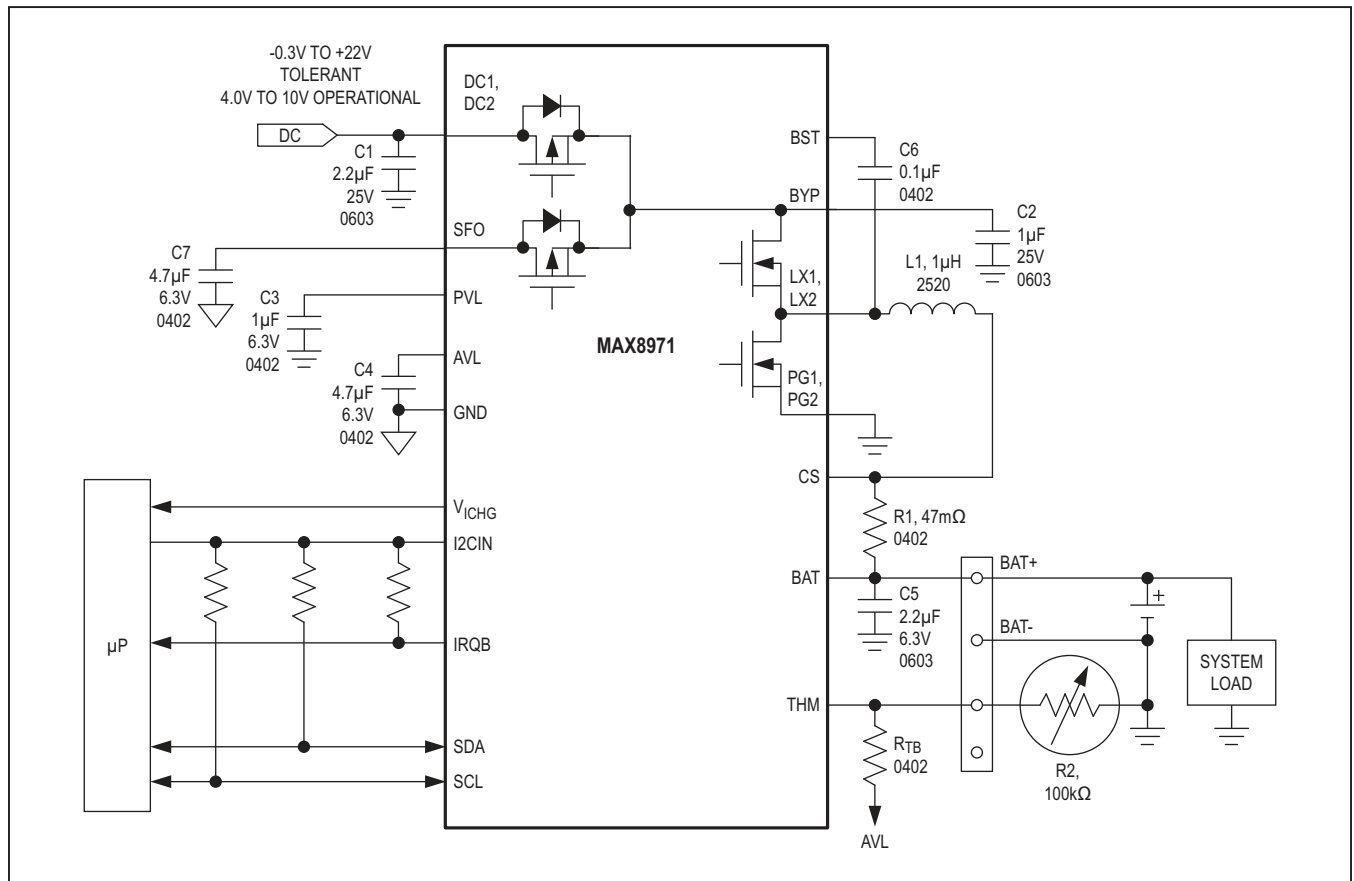 -0.3V TO +22V
TOLERANT
4.0V TO 10V OPERATIONAL
DC
C1
2.2µF
25V
0603
DC1,
DC2
SFO
C7
4.7µF
6.3V
0402
C3
1µF
6.3V
0402
PVL
AVL
C4
4.7µF
6.3V
0402
GND
MAX8971
BST
C6
0.1µF
0402
BYP
C2
1µF
25V
0603
LX1,
LX2
L1, 1µH
2520
PG1,
PG2
CS
R1, 47mΩ
0402
BAT
C5
2.2µF
6.3V
0603
BAT+
+
BAT-
SYSTEM
LOAD
THM
RTB
0402
AVL
R2,
100kΩ
µP
VICHG
I2CIN
IRQB
SDA
SCL